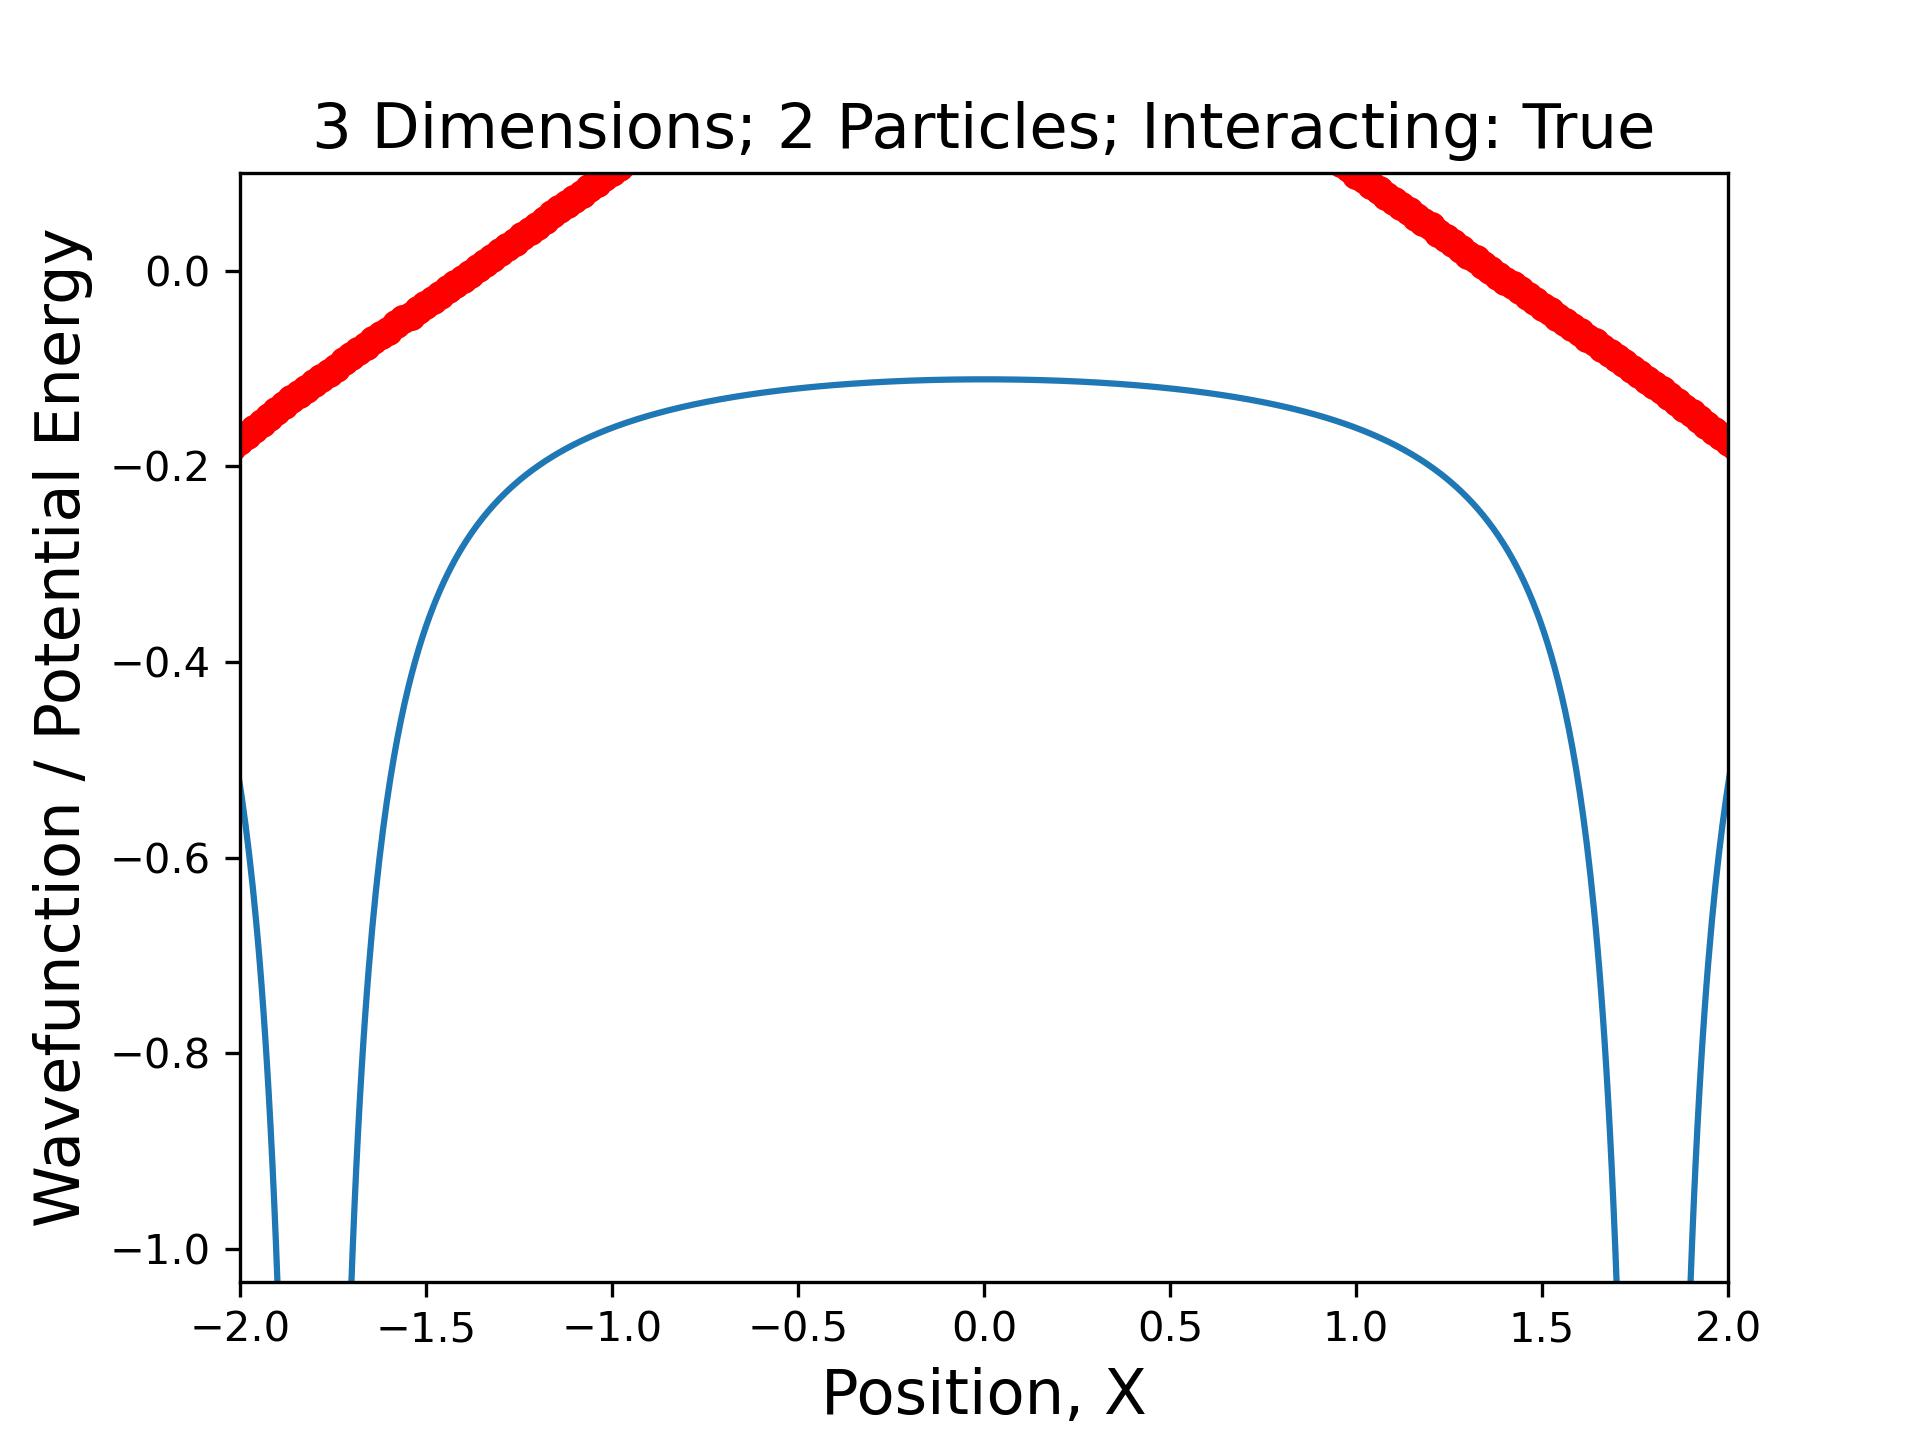 3 Dimensions; 2 Particles; Interacting: True
Wavefunction / Potential Energy
0.0
−0.2
−0.4
−0.6
−0.8
−1.0
−2.0 −1.5 −1.0 −0.5 0.0 0.5 1.0 1.5 2.0
Position, X